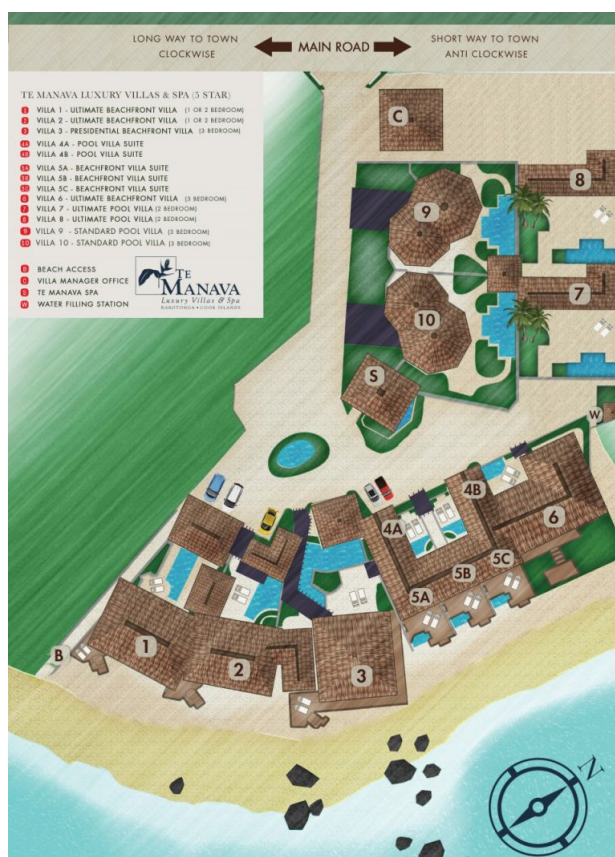 LONG WAY TO TOWN
CLOCKWISE
MAIN ROAD
SHORT WAY TO TOWN
ANTI CLOCKWISE
TE MANAVA LUXURY VILLAS & SPA (5 STAR)
1 VILLA 1 - ULTIMATE BEACHFRONT VILLA (1 OR 2 BEDROOM)
2 VILLA 2 - ULTIMATE BEACHFRONT VILLA (1 OR 2 BEDROOM)
3 VILLA 3 - PRESIDENTIAL BEACHFRONT VILLA (3 BEDROOM)
4A VILLA 4A - POOL VILLA SUITE
4B VILLA 4B - POOL VILLA SUITE
5A VILLA 5A - BEACHFRONT VILLA SUITE
5B VILLA 5B - BEACHFRONT VILLA SUITE
5C VILLA 5C - BEACHFRONT VILLA SUITE
6 VILLA 6 - ULTIMATE BEACHFRONT VILLA (3 BEDROOM)
7 VILLA 7 - ULTIMATE POOL VILLA (2 BEDROOM)
8 VILLA 8 - ULTIMATE POOL VILLA (2 BEDROOM)
9 VILLA 9 - STANDARD POOL VILLA (3 BEDROOM)
10 VILLA 10 - STANDARD POOL VILLA (3 BEDROOM)
B BEACH ACCESS
C VILLA MANAGER OFFICE
S TE MANAVA SPA
W WATER FILLING STATION
TE
MANAVA
Luxury Villas & Spa
RAROTONGA • COOK ISLANDS
C
8
9
7
10
S
W
4B
4A
6
5C
5B
5A
B
1
2
3
N